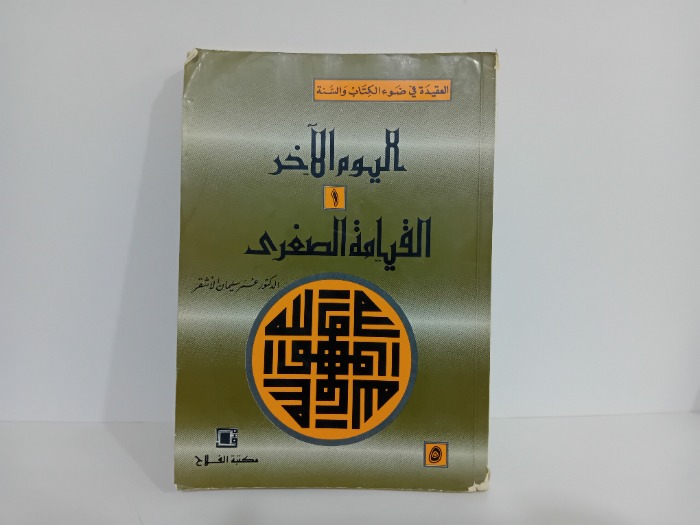 العقيدة في ضوء الكتاب والسنة
اليوم الآخر
١
القيامة الصغرى
الدكتور عمر سليمان الأشقر
مكتبة الفلاح
٥